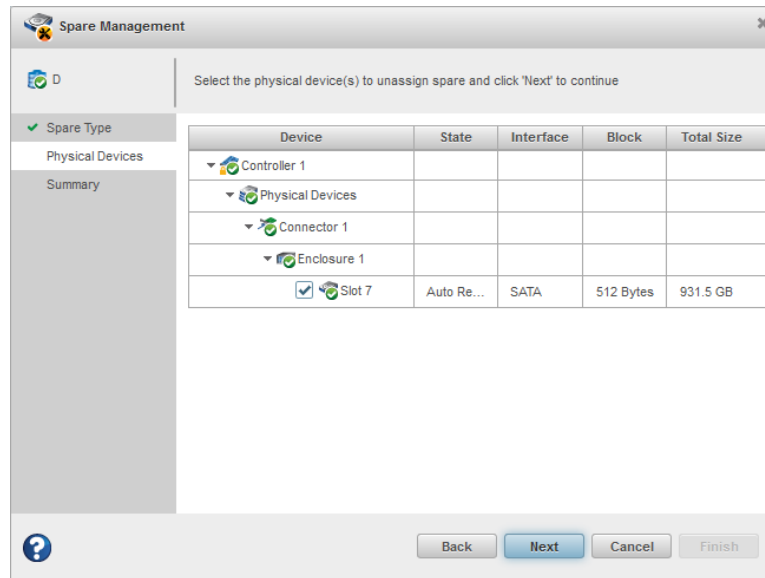 Spare Management
D
Select the physical device(s) to unassign spare and click 'Next' to continue
Spare Type
Physical Devices
Summary
Device State Interface Block Total Size
Controller 1
Physical Devices
Connector 1
Enclosure 1
Slot 7 Auto Re... SATA 512 Bytes 931.5 GB
? Back Next Cancel Finish